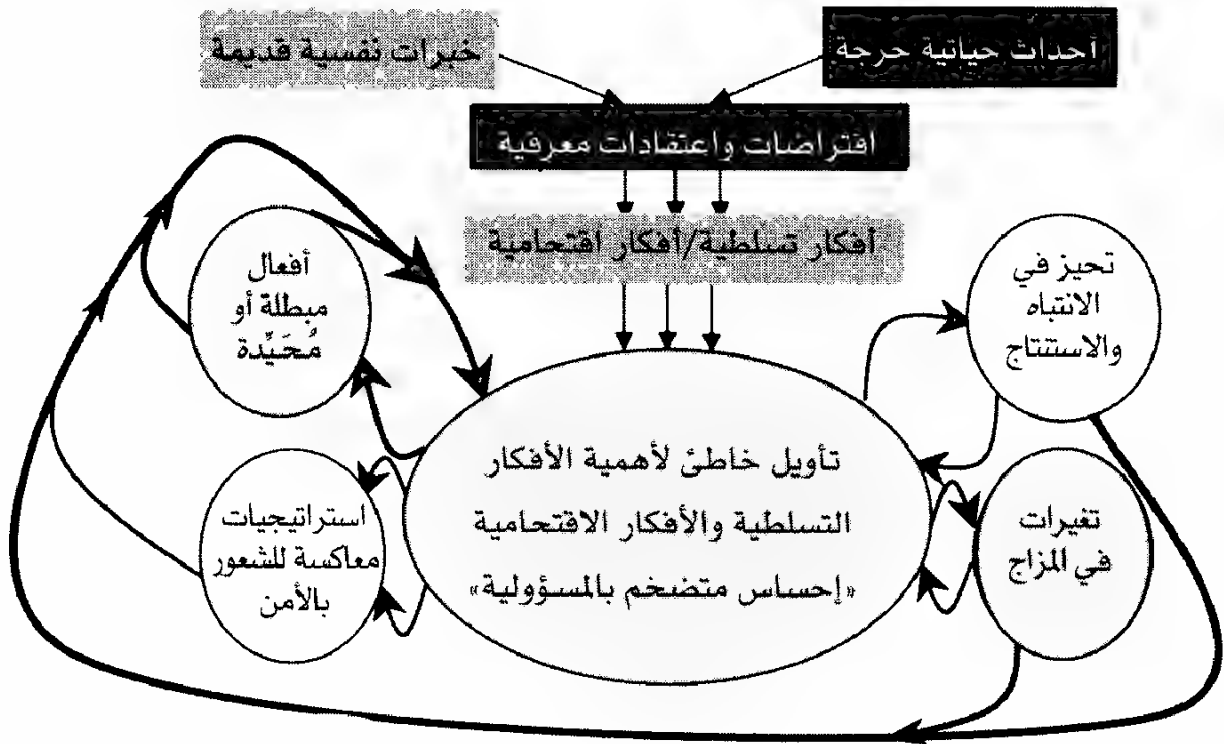 أحداث حياتية حرجة
خبرات نفسية قديمة
افتراضات واعتقادات معرفية
أفكار تسلطية/أفكار اقتحامية
تحيز في
الانتباه
والاستنتاج
أفعال
مبطلة أو
مُحَيِّدة
تأويل خاطئ لأهمية الأفكار
التسلطية والأفكار الاقتحامية
«إحساس متضخم بالمسؤولية»
تغيرات
في المزاج
استراتيجيات
معاكسة للشعور
بالأمن